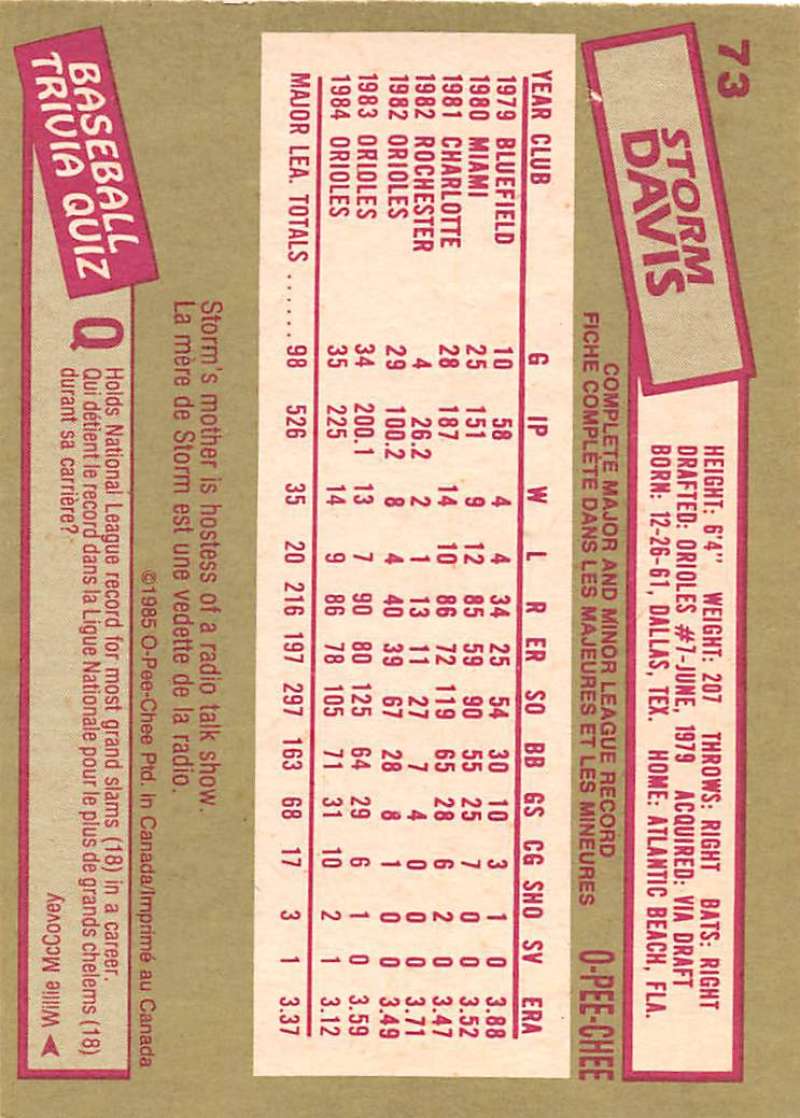 73
STORM
DAVIS
HEIGHT: 6'4" WEIGHT: 207 THROWS: RIGHT BATS: RIGHT
DRAFTED: ORIOLES #7-JUNE, 1979 ACQUIRED: VIA DRAFT
BORN: 12-26-61, DALLAS, TEX. HOME: ATLANTIC BEACH, FLA.
COMPLETE MAJOR AND MINOR LEAGUE RECORD
FICHE COMPLÈTE DANS LES MAJEURES ET LES MINEURES
O-PEE-CHEE
YEAR CLUB G IP W L R ER SO BB GS CG SHO SV ERA
1979 BLUEFIELD 10 58 4 4 34 25 54 30 10 3 1 0 3.88
1980 MIAMI 25 151 9 12 85 59 90 55 25 7 0 0 3.52
1981 CHARLOTTE 28 187 14 10 86 72 119 65 28 6 2 0 3.47
1982 ROCHESTER 4 26.2 2 1 13 11 27 7 4 0 0 0 3.71
1982 ORIOLES 29 100.2 8 4 40 39 67 28 8 1 0 0 3.49
1983 ORIOLES 34 200.1 13 7 90 80 125 64 29 6 1 0 3.59
1984 ORIOLES 35 225 14 9 86 78 105 71 31 10 2 1 3.12
MAJOR LEA. TOTALS ...... 98 526 35 20 216 197 297 163 68 17 3 1 3.37
Storm's mother is hostess of a radio talk show.
La mère de Storm est une vedette de la radio.
©1985 O-Pee-Chee Ptd. in Canada/Imprimé au Canada
BASEBALL
TRIVIA QUIZ
Q
Holds National League record for most grand slams (18) in a career.
Qui détient le record dans la Ligue Nationale pour le plus de grands chelems (18)
durant sa carrière?
Willie McCovey